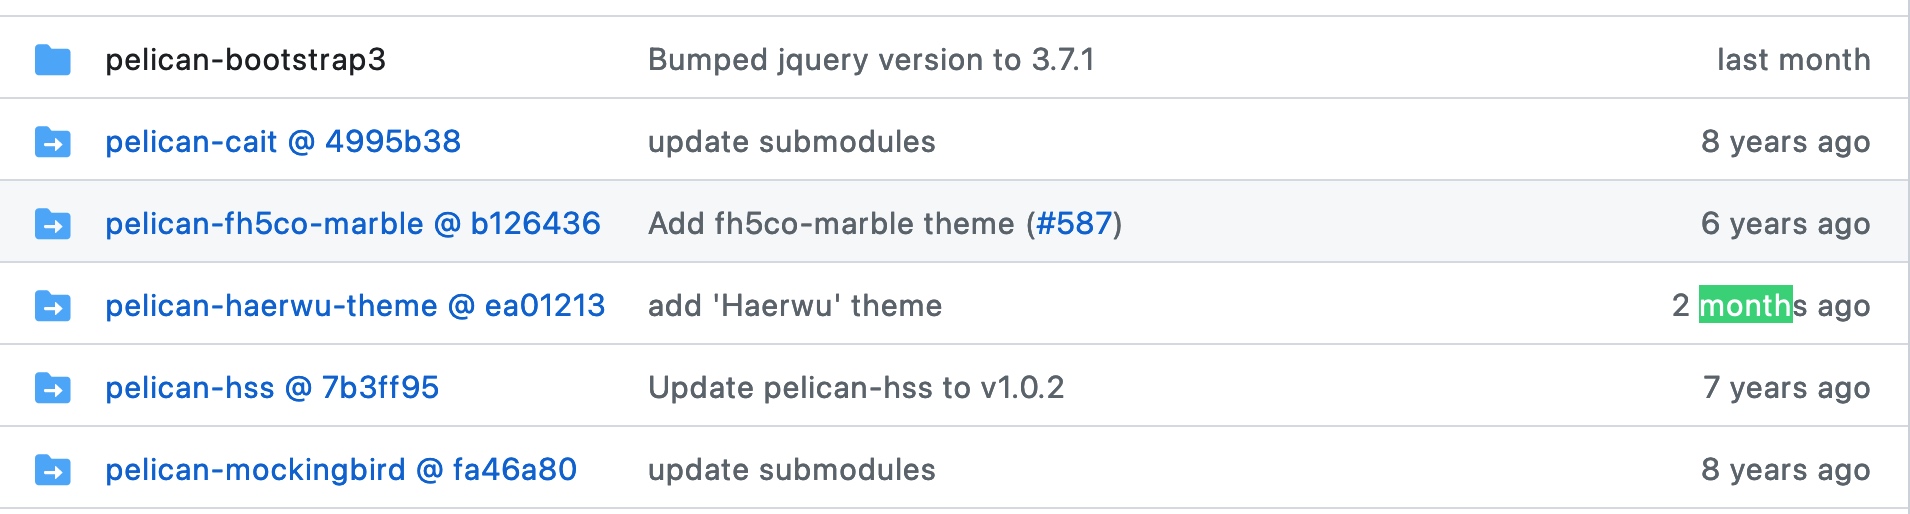 pelican-bootstrap3 Bumped jquery version to 3.7.1 last month
pelican-cait @ 4995b38 update submodules 8 years ago
pelican-fh5co-marble @ b126436 Add fh5co-marble theme (#587) 6 years ago
pelican-haerwu-theme @ ea01213 add 'Haerwu' theme 2 months ago
pelican-hss @ 7b3ff95 Update pelican-hss to v1.0.2 7 years ago
pelican-mockingbird @ fa46a80 update submodules 8 years ago